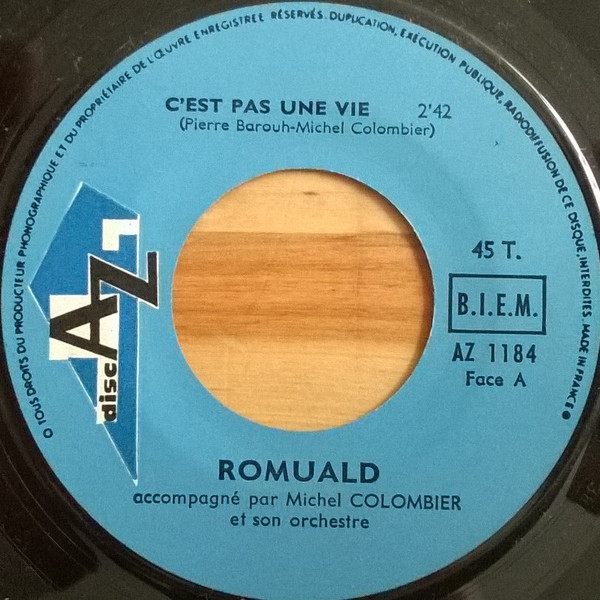 TOUS DROITS DU PRODUCTEUR PHONOGRAPHIQUE ET DU PROPRIÉTAIRE DE L'ŒUVRE ENREGISTRÉE RÉSERVÉS. DUPLICATION, EXÉCUTION PUBLIQUE, RADIODIFFUSION DE CE DISQUE, INTERDITES. MADE IN FRANCE
C'EST PAS UNE VIE 2'42
(Pierre Barouh-Michel Colombier)
disc AZ
45 T.
B.I.E.M.
AZ 1184
Face A
ROMUALD
accompagné par Michel COLOMBIER
et son orchestre